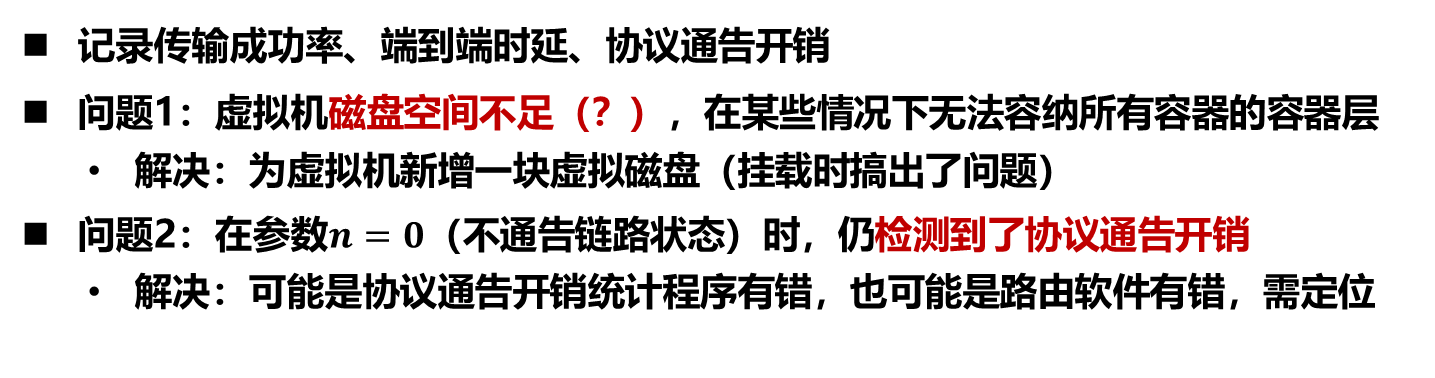 ■ 记录传输成功率、端到端时延、协议通告开销
■ 问题1：虚拟机磁盘空间不足（？），在某些情况下无法容纳所有容器的容器层
• 解决：为虚拟机新增一块虚拟磁盘（挂载时搞出了问题）
■ 问题2：在参数n = 0（不通告链路状态）时，仍检测到了协议通告开销
• 解决：可能是协议通告开销统计程序有错，也可能是路由软件有错，需定位